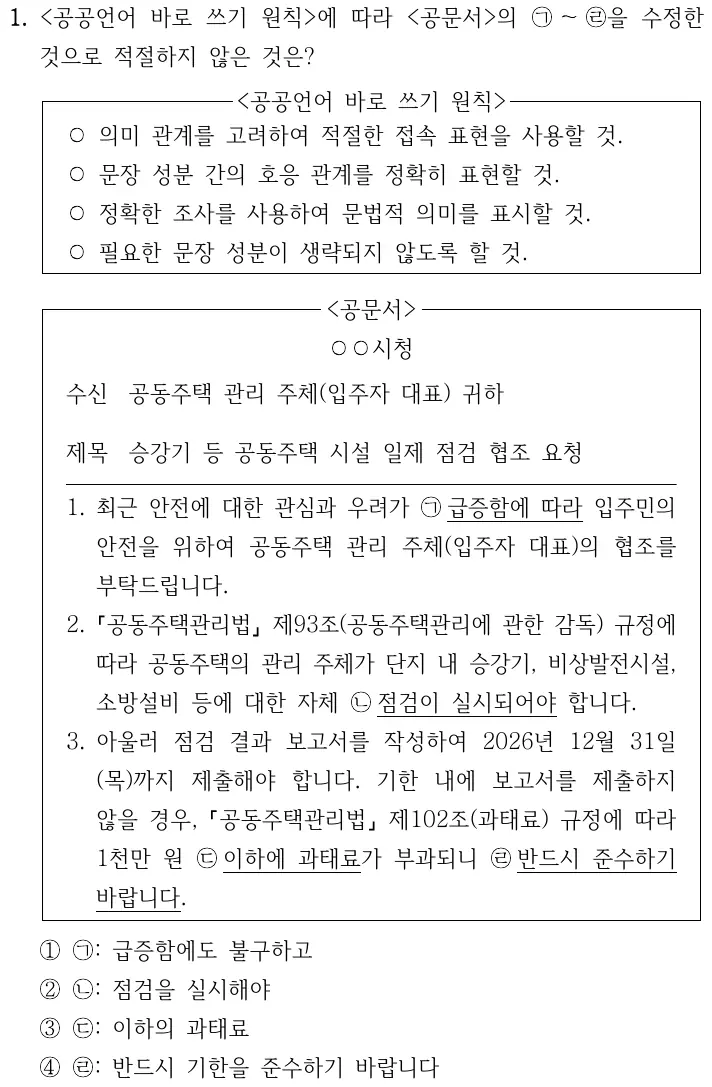 1. <공공언어 바로 쓰기 원칙>에 따라 <공문서>의 ㉠ ~ ㉣을 수정한
것으로 적절하지 않은 것은?
<공공언어 바로 쓰기 원칙>
○ 의미 관계를 고려하여 적절한 접속 표현을 사용할 것.
○ 문장 성분 간의 호응 관계를 정확히 표현할 것.
○ 정확한 조사를 사용하여 문법적 의미를 표시할 것.
○ 필요한 문장 성분이 생략되지 않도록 할 것.
<공문서>
○○시청
수신 공동주택 관리 주체(입주자 대표) 귀하
제목 승강기 등 공동주택 시설 일제 점검 협조 요청
1. 최근 안전에 대한 관심과 우려가 ㉠ 급증함에 따라 입주민의
안전을 위하여 공동주택 관리 주체(입주자 대표)의 협조를
부탁드립니다.
2. 「공동주택관리법」 제93조(공동주택관리에 관한 감독) 규정에
따라 공동주택의 관리 주체가 단지 내 승강기, 비상발전시설,
소방설비 등에 대한 자체 ㉡ 점검이 실시되어야 합니다.
3. 아울러 점검 결과 보고서를 작성하여 2026년 12월 31일
(목)까지 제출해야 합니다. 기한 내에 보고서를 제출하지
않을 경우, 「공동주택관리법」 제102조(과태료) 규정에 따라
1천만 원 ㉢ 이하에 과태료가 부과되니 ㉣ 반드시 준수하기
바랍니다.
① ㉠: 급증함에도 불구하고
② ㉡: 점검을 실시해야
③ ㉢: 이하의 과태료
④ ㉣: 반드시 기한을 준수하기 바랍니다